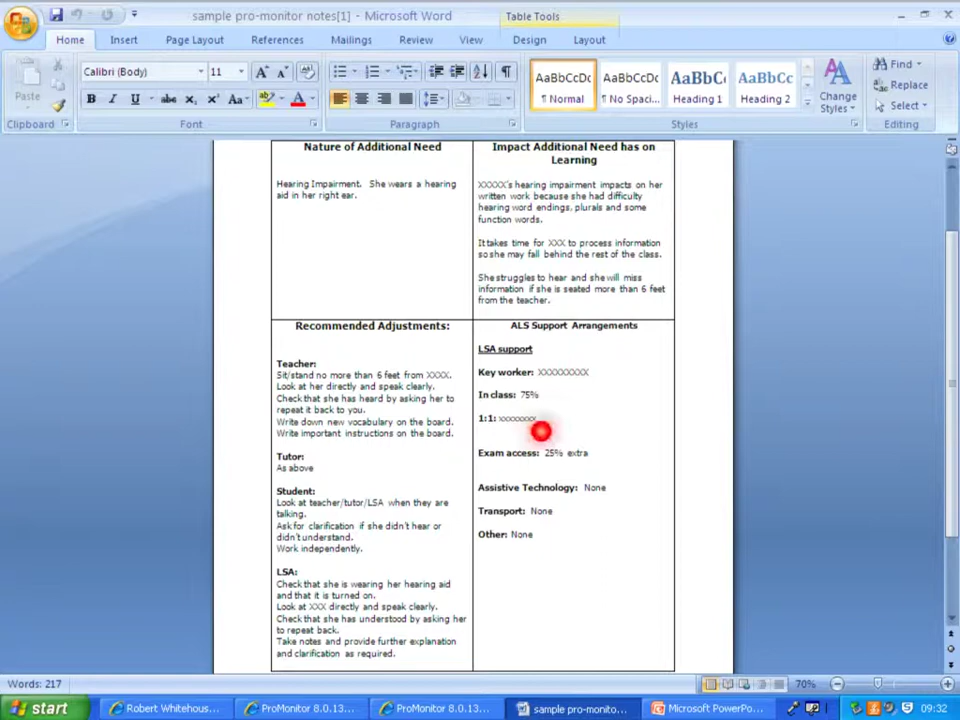 sample pro-monitor notes[1] - Microsoft Word
Table Tools
Home Insert Page Layout References Mailings Review View Design Layout
Calibri (Body) 11
Paste
B I U abc X₂ X² Aa
AaBbCcDc AaBbCcDc AaBbC AaBbCc
¶ Normal ¶ No Spaci... Heading 1 Heading 2
Change Styles
Find
Replace
Select
Clipboard Font Paragraph Styles Editing
Nature of Additional Need
Hearing Impairment. She wears a hearing
aid in her right ear.
Impact Additional Need has on
Learning
XXXXX's hearing impairment impacts on her
written work because she had difficulty
hearing word endings, plurals and some
function words.
It takes time for XXX to process information
so she may fall behind the rest of the class.
She struggles to hear and she will miss
information if she is seated more than 6 feet
from the teacher.
Recommended Adjustments:
Teacher:
Sit/stand no more than 6 feet from XXXX.
Look at her directly and speak clearly.
Check that she has heard by asking her to
repeat it back to you.
Write down new vocabulary on the board.
Write important instructions on the board.
Tutor:
As above
Student:
Look at teacher/tutor/LSA when they are
talking.
Ask for clarification if she didn't hear or
didn't understand.
Work independently.
LSA:
Check that she is wearing her hearing aid
and that it is turned on.
Look at XXX directly and speak clearly.
Check that she has understood by asking her
to repeat back.
Take notes and provide further explanation
and clarification as required.
ALS Support Arrangements
LSA support
Key worker: XXXXXXXXX
In class: 75%
1:1: xxxxxxxx
Exam access: 25% extra
Assistive Technology: None
Transport: None
Other: None
Words: 217
70%
start
Robert Whitehous...
ProMonitor 8.0.13...
ProMonitor 8.0.13...
sample pro-monito...
Microsoft PowerPo...
09:32